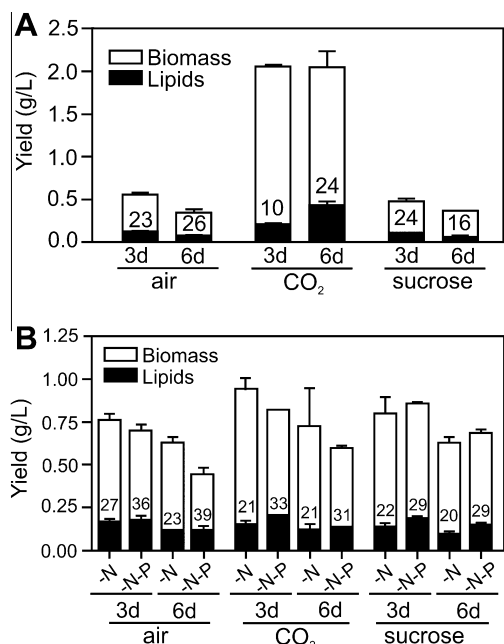 A
Yield (g/L)
2.5
2.0
1.5
1.0
0.5
0.0
Biomass
Lipids
23 26 10 24 24 16
3d 6d 3d 6d 3d 6d
air CO₂ sucrose
B
Yield (g/L)
1.25
1.00
0.75
0.50
0.25
0.00
Biomass
Lipids
27 36 23 39 21 33 21 31 22 29 20 29
-N -N-P -N -N-P -N -N-P -N -N-P -N -N-P -N -N-P
3d 6d 3d 6d 3d 6d
air CO₂ sucrose